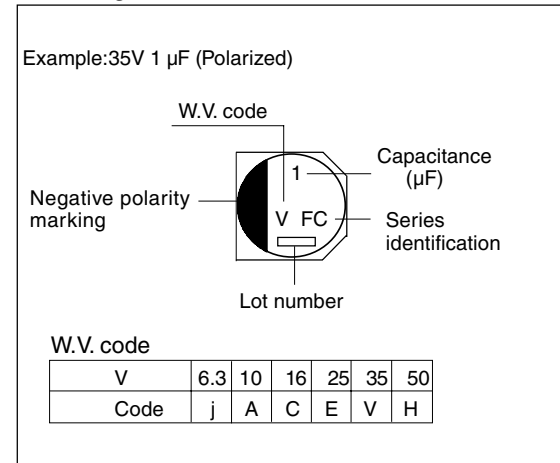 Example:35V 1 µF (Polarized)
W.V. code
1
Capacitance
(µF)
Negative polarity
marking
V FC
Series
identification
Lot number
W.V. code
V 6.3 10 16 25 35 50
Code j A C E V H